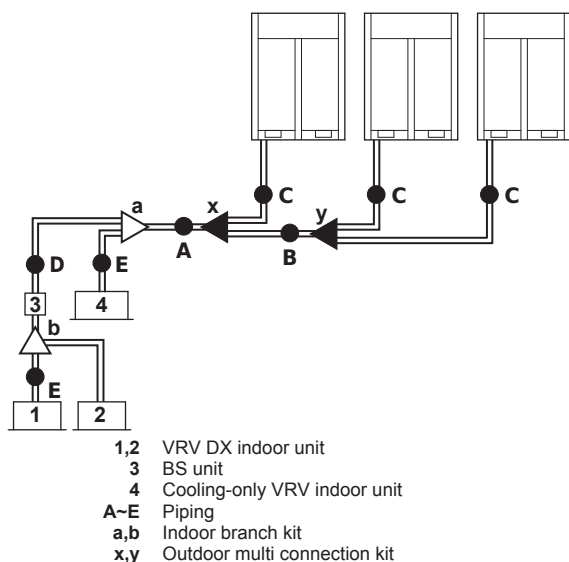 C
C
C
a
x
y
A
B
D
E
3
4
b
E
1
2
1,2 VRV DX indoor unit
3 BS unit
4 Cooling-only VRV indoor unit
A~E Piping
a,b Indoor branch kit
x,y Outdoor multi connection kit